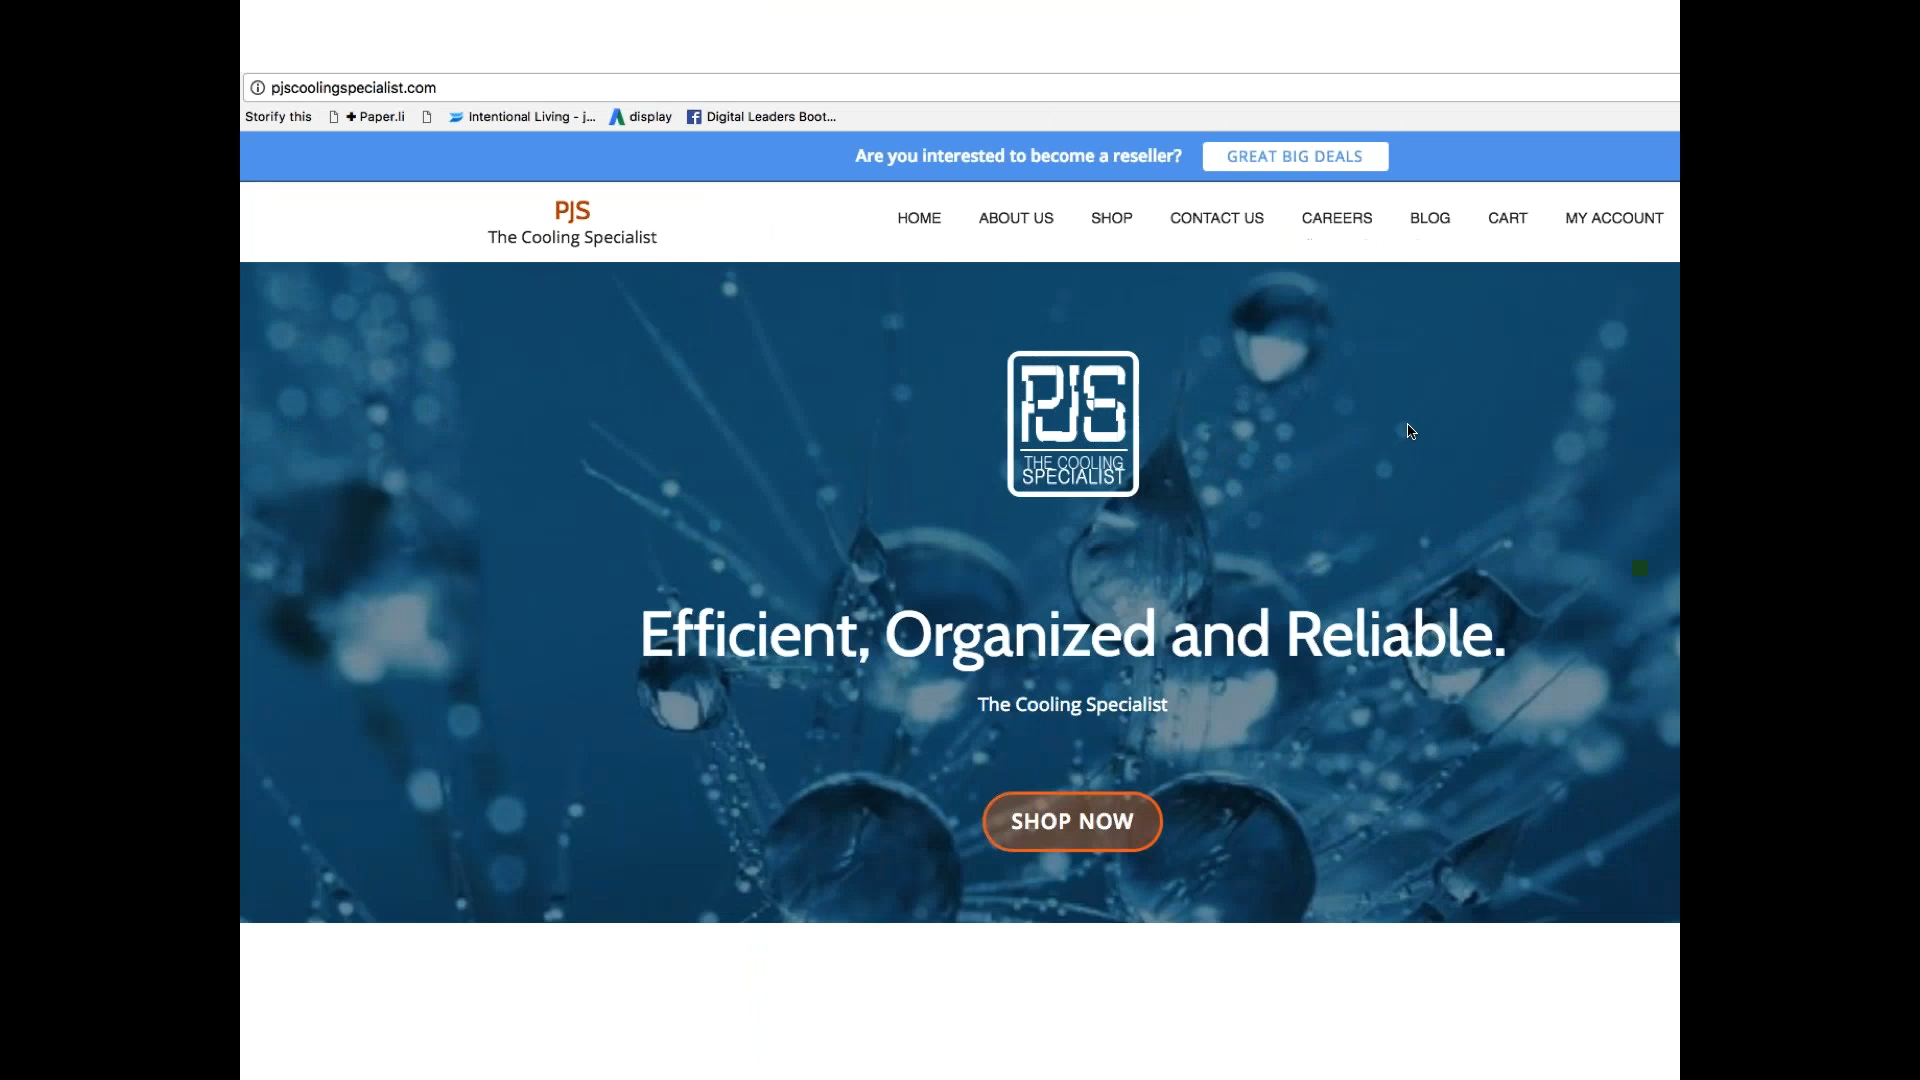 pjscoolingspecialist.com
Storify this
Paper.li
Intentional Living - j...
display
Digital Leaders Boot...
Are you interested to become a reseller?
GREAT BIG DEALS
PJS
The Cooling Specialist
HOME
ABOUT US
SHOP
CONTACT US
CAREERS
BLOG
CART
MY ACCOUNT
PJS
THE COOLING
SPECIALIST
Efficient, Organized and Reliable.
The Cooling Specialist
SHOP NOW